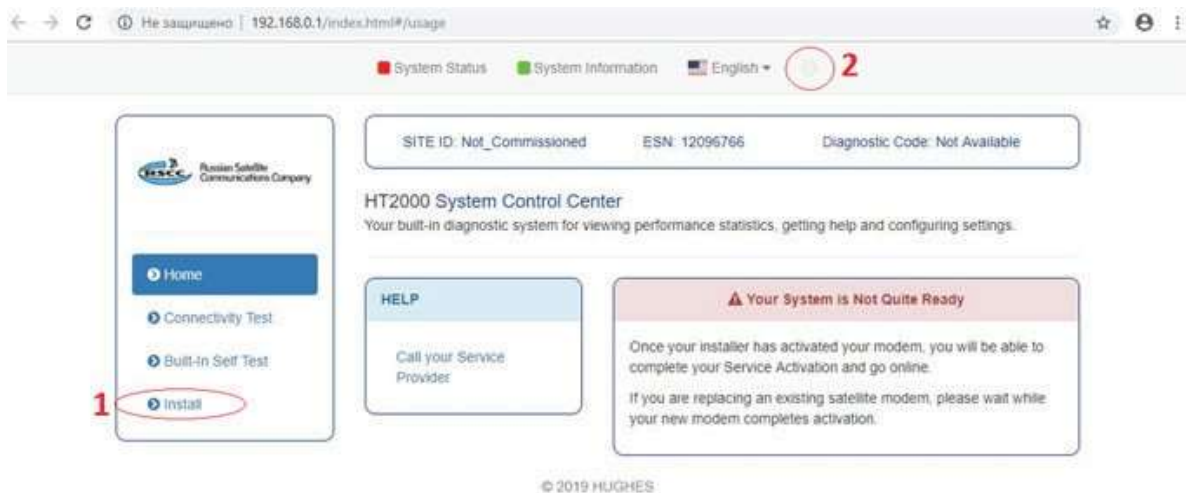 Не защищено | 192.168.0.1/index.html#/usage
System Status System Information English 2
RSCC Russian Satellite
Communications Company
Home
Connectivity Test
Built-In Self Test
1 Install
SITE ID: Not_Commissioned ESN: 12096766 Diagnostic Code: Not Available
HT2000 System Control Center
Your built-in diagnostic system for viewing performance statistics, getting help and configuring settings.
HELP
Call your Service
Provider
Your System is Not Quite Ready
Once your installer has activated your modem, you will be able to
complete your Service Activation and go online.
If you are replacing an existing satellite modem, please wait while
your new modem completes activation.
© 2019 HUGHES